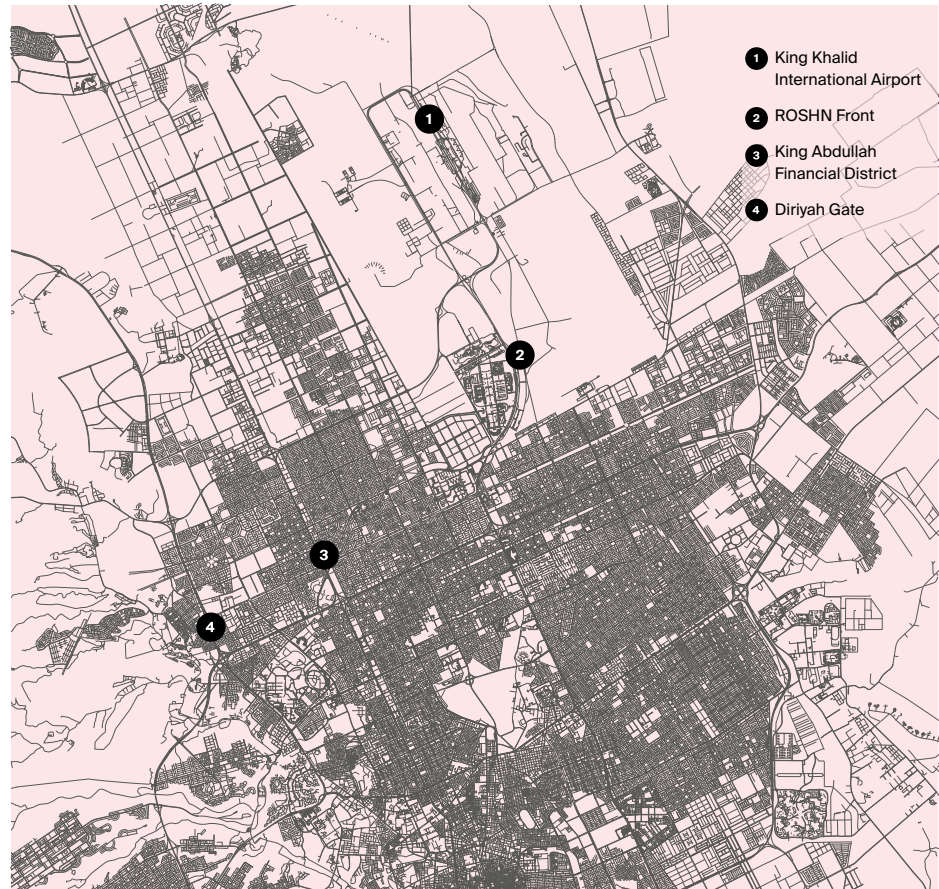 1 King Khalid
International Airport
2 ROSHN Front
3 King Abdullah
Financial District
4 Diriyah Gate
1
2
3
4